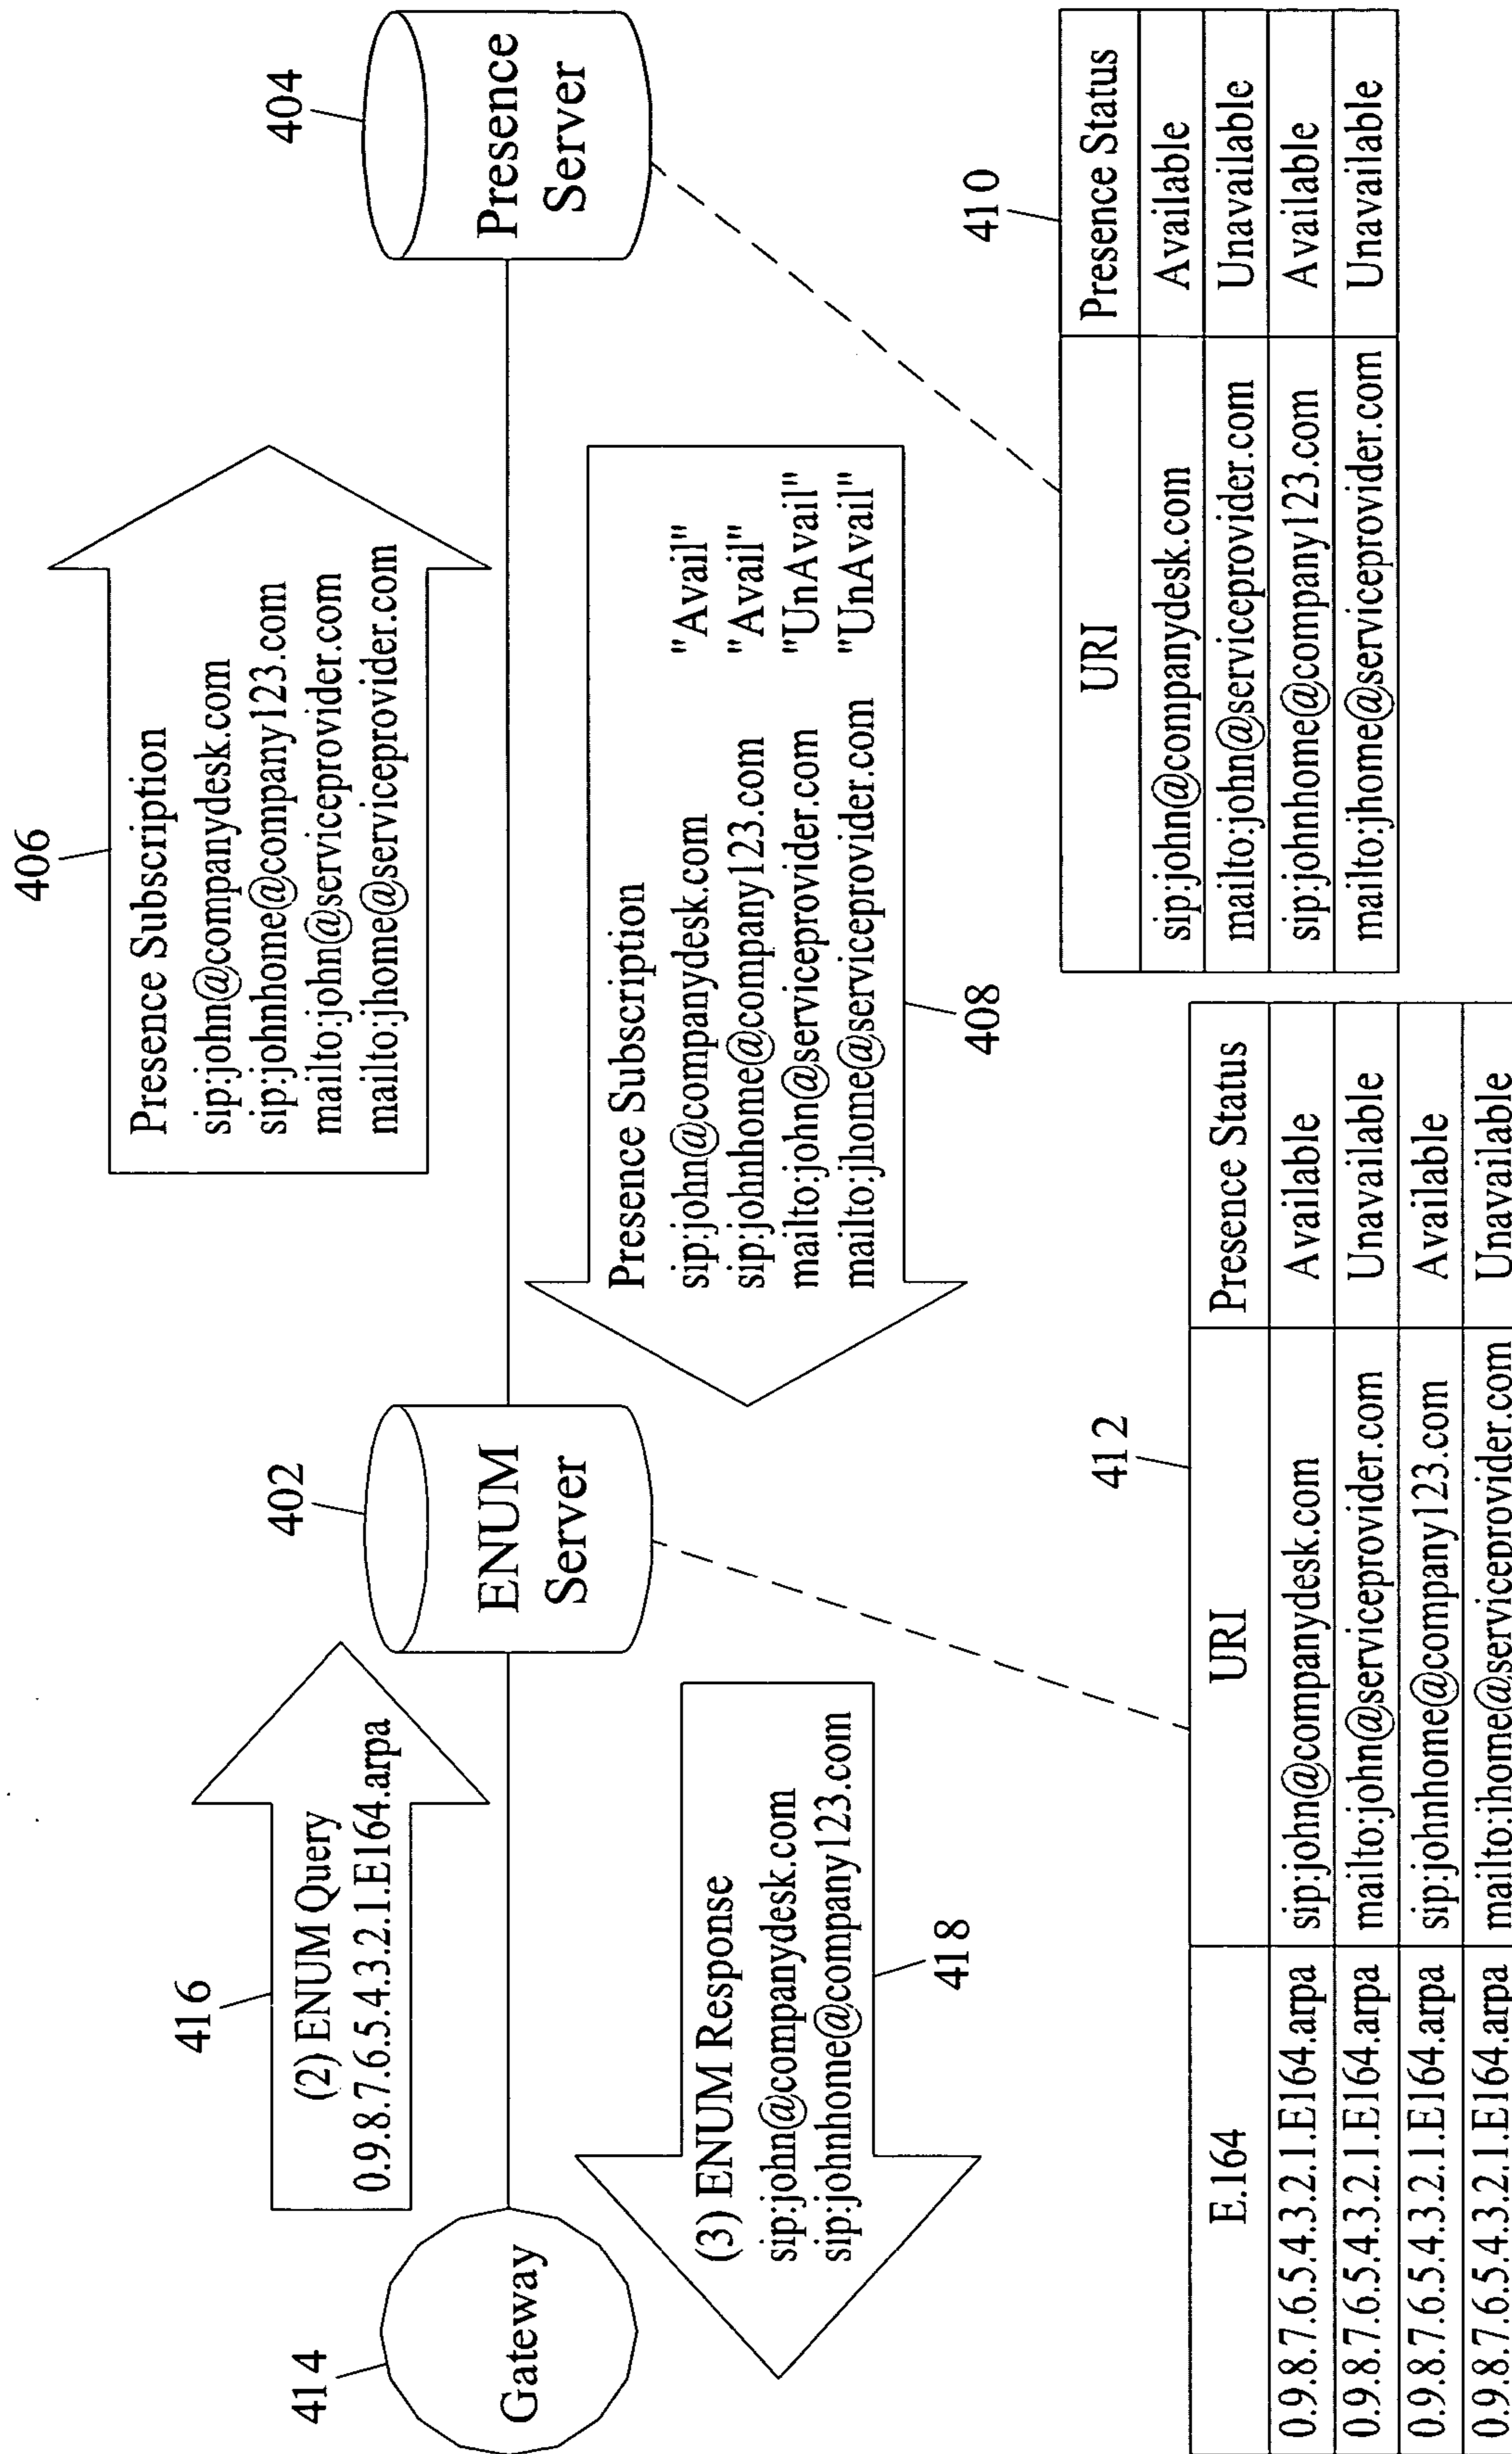 406
Presence Subscription
sip:john@companydesk.com
sip:johnhome@company123.com
mailto:john@serviceprovider.com
mailto:jhome@serviceprovider.com
416
(2) ENUM Query
0.9.8.7.6.5.4.3.2.1.E164.arpa
414
Gateway
402
ENUM
Server
404
Presence
Server
(3) ENUM Response
sip:john@companydesk.com
sip:johnhome@company123.com
418
Presence Subscription
sip:john@companydesk.com "Avail"
sip:johnhome@company123.com "Avail"
mailto:john@serviceprovider.com "UnAvail"
mailto:jhome@serviceprovider.com "UnAvail"
408
410
URI Presence Status
sip:john@companydesk.com Available
mailto:john@serviceprovider.com Unavailable
sip:johnhome@company123.com Available
mailto:jhome@serviceprovider.com Unavailable
412
E.164 URI Presence Status
0.9.8.7.6.5.4.3.2.1.E164.arpa sip:john@companydesk.com Available
0.9.8.7.6.5.4.3.2.1.E164.arpa mailto:john@serviceprovider.com Unavailable
0.9.8.7.6.5.4.3.2.1.E164.arpa sip:johnhome@company123.com Available
0.9.8.7.6.5.4.3.2.1.E164.arpa mailto:jhome@serviceprovider.com Unavailable